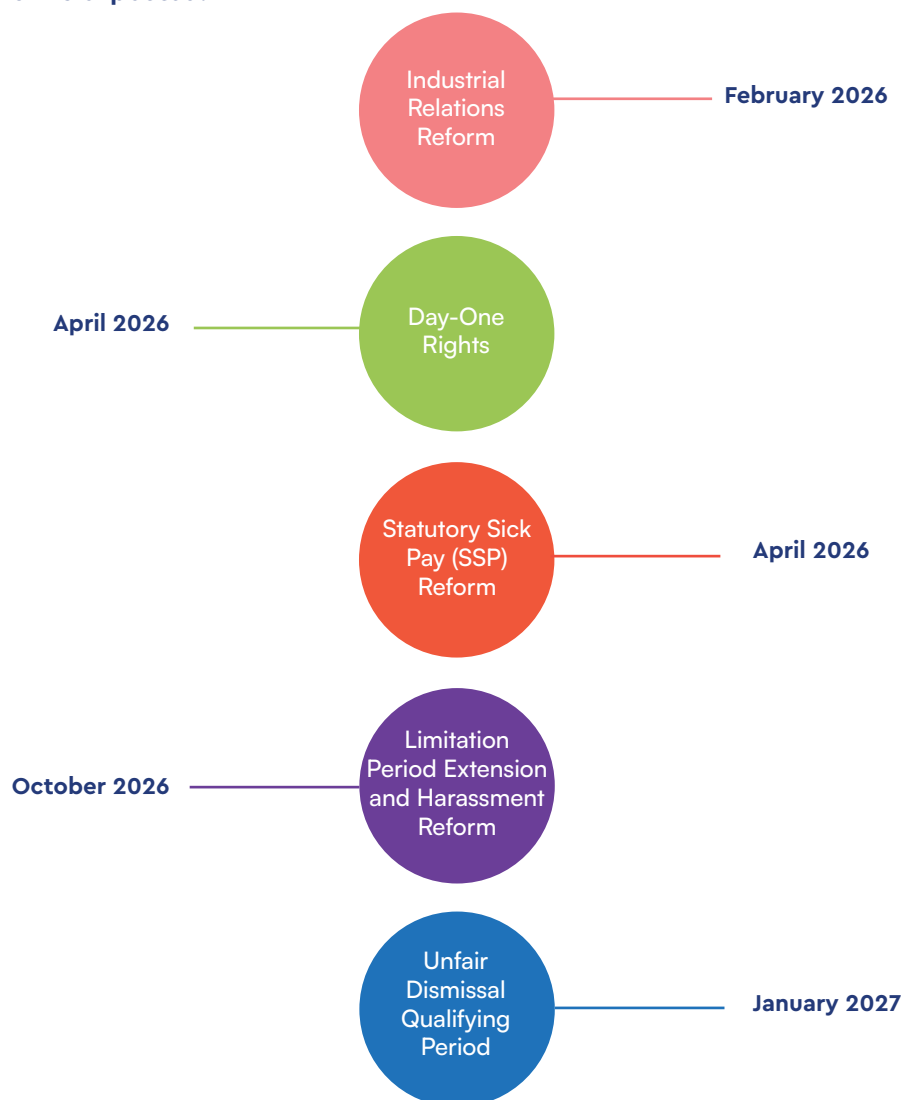 Industrial
Relations
Reform
February 2026
April 2026
Day-One
Rights
Statutory Sick
Pay (SSP)
Reform
April 2026
October 2026
Limitation
Period Extension
and Harassment
Reform
Unfair
Dismissal
Qualifying
Period
January 2027